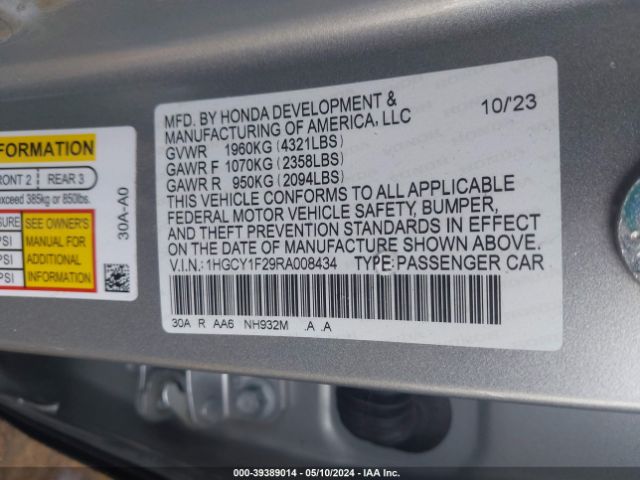 FORMATION
FRONT 2 | REAR 3
exceed 385kg or 850lbs.
SEE OWNER'S
PSI MANUAL FOR
PSI ADDITIONAL
PSI INFORMATION
30A-A0
MFD. BY HONDA DEVELOPMENT & 10/'23
MANUFACTURING OF AMERICA, LLC
GVWR 1960KG (4321LBS)
GAWR F 1070KG (2358LBS)
GAWR R 950KG (2094LBS)
THIS VEHICLE CONFORMS TO ALL APPLICABLE
FEDERAL MOTOR VEHICLE SAFETY, BUMPER,
AND THEFT PREVENTION STANDARDS IN EFFECT
ON THE DATE OF MANUFACTURE SHOWN ABOVE.
V.I.N.: 1HGCY1F29RA008434 TYPE: PASSENGER CAR
30A R AA6 NH932M .A .A
000-39389014 — 05/10/2024 — IAA Inc.